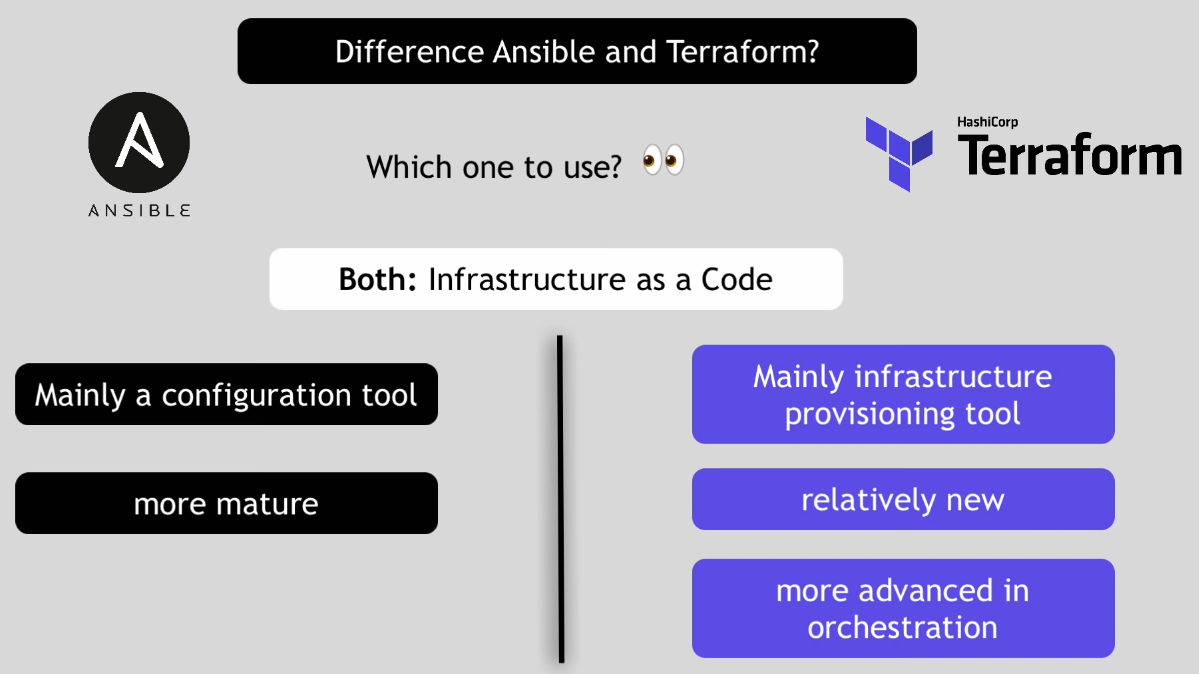 Difference Ansible and Terraform?
ANSIBLE
Which one to use? 👀
HashiCorp
Terraform
Both: Infrastructure as a Code
Mainly a configuration tool
more mature
Mainly infrastructure
provisioning tool
relatively new
more advanced in
orchestration